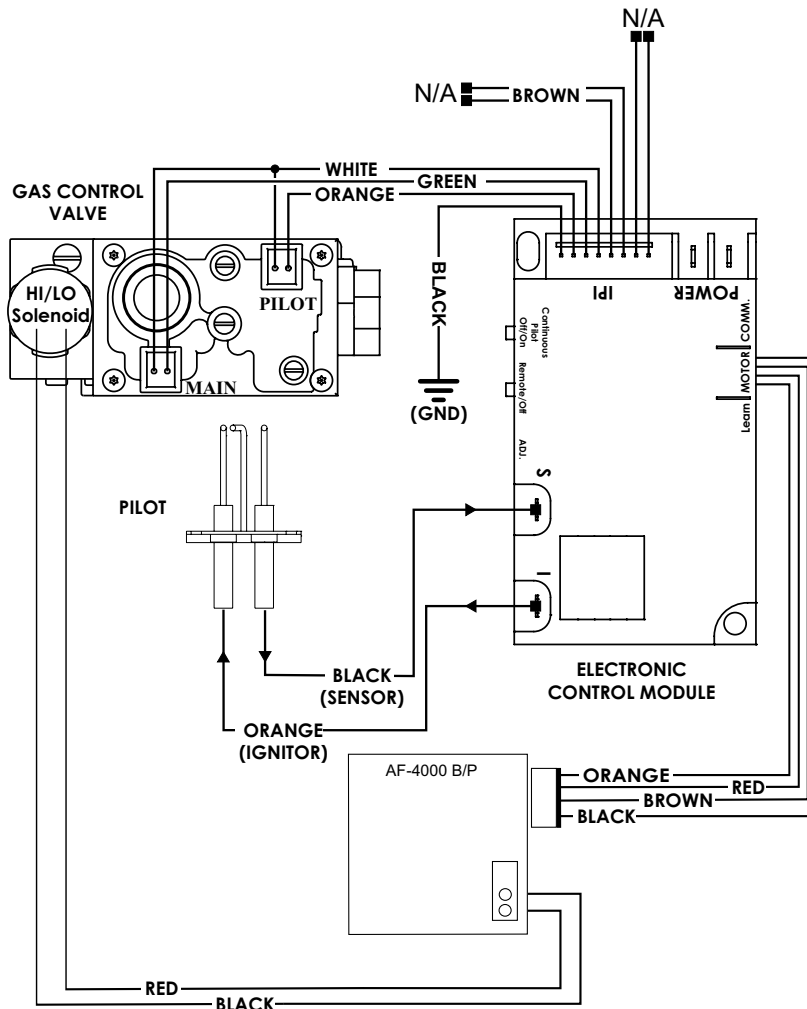 N/A
N/A
BROWN
WHITE
GREEN
ORANGE
GAS CONTROL
VALVE
HI/LO
Solenoid
PILOT
MAIN
BLACK
(GND)
IPI
POWER
Continuous
Pilot
Off/On
Remote/Off
ADJ.
COMM.
MOTOR
Learn
S
I
PILOT
BLACK
(SENSOR)
ORANGE
(IGNITOR)
ELECTRONIC
CONTROL MODULE
AF-4000 B/P
ORANGE
RED
BROWN
BLACK
RED
BLACK